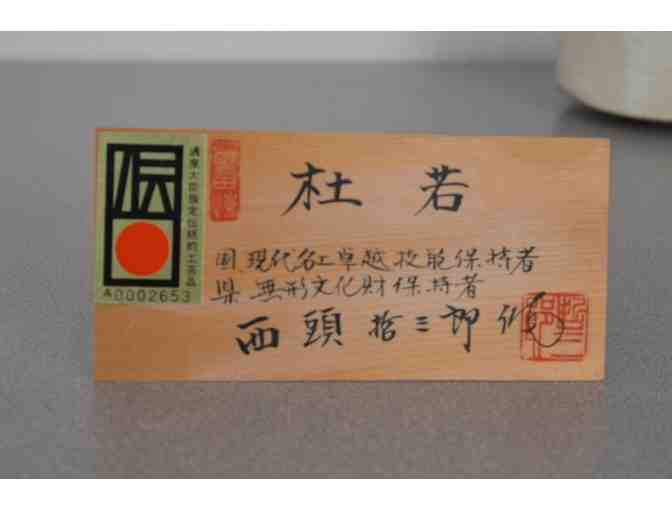 通産大臣指定伝統的工芸品
伝
A0002653
杜若
国 現代名工卓越技能保持者
県 無形文化財保持者
西頭拾三郎作